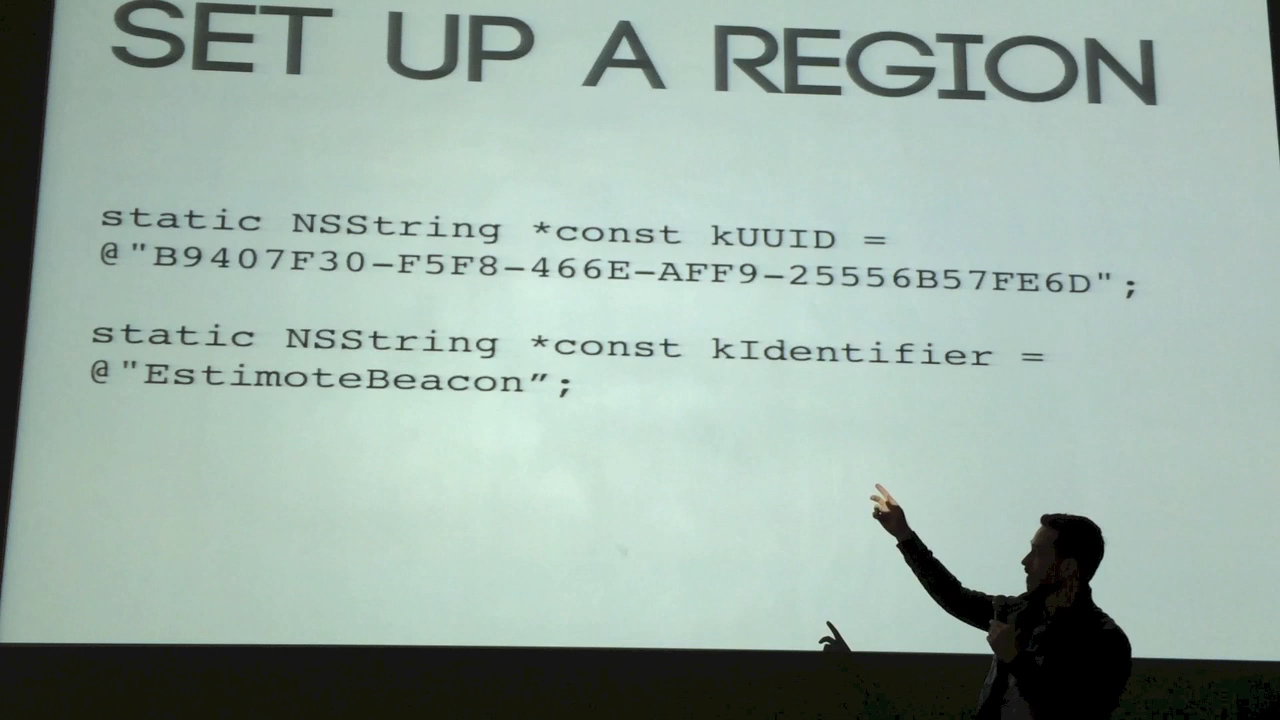 SET UP A REGION
static NSString *const kUUID =
@"B9407F30-F5F8-466E-AFF9-25556B57FE6D";
static NSString *const kIdentifier =
@"EstimoteBeacon”;